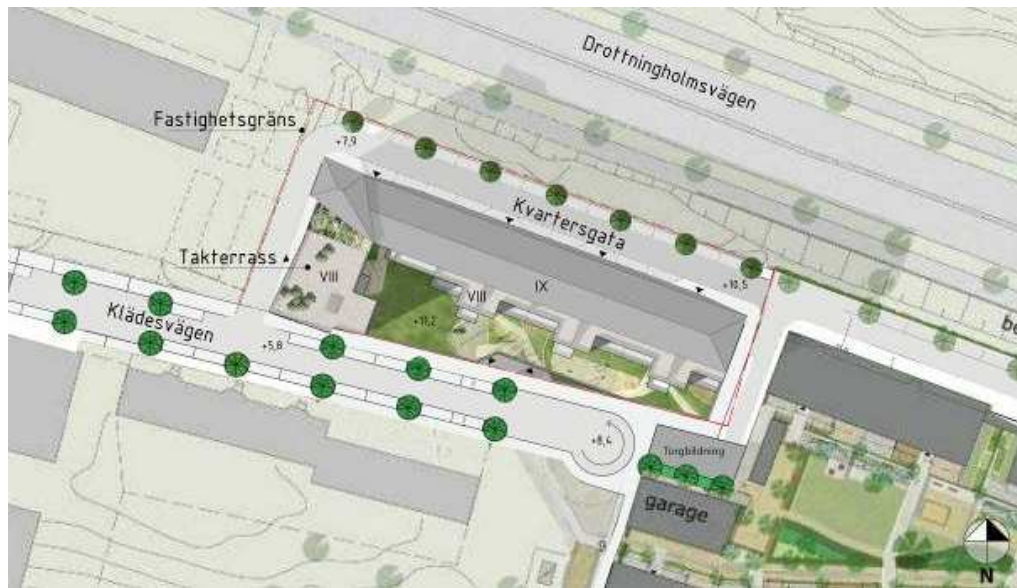 Drottningholmsvägen
Fastighetsgräns
+7,9
Kvartersgata
Takterrass
VIII
VIII
IX
+10,5
+11,2
Klädesvägen
+5,8
be
+8,4
garage
N